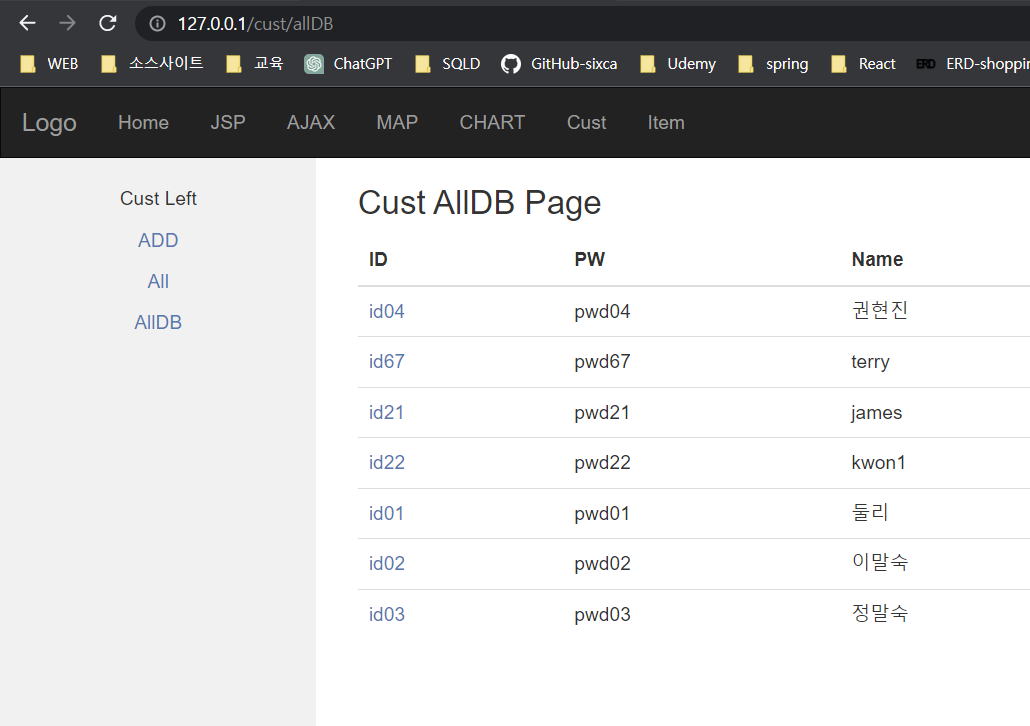 127.0.0.1/cust/allDB
WEB 소스사이트 교육 ChatGPT SQLD GitHub-sixca Udemy spring React ERD ERD-shoppin
Logo Home JSP AJAX MAP CHART Cust Item
Cust Left
ADD
All
AllDB
Cust AllDB Page
ID PW Name
id04 pwd04 권현진
id67 pwd67 terry
id21 pwd21 james
id22 pwd22 kwon1
id01 pwd01 둘리
id02 pwd02 이말숙
id03 pwd03 정말숙